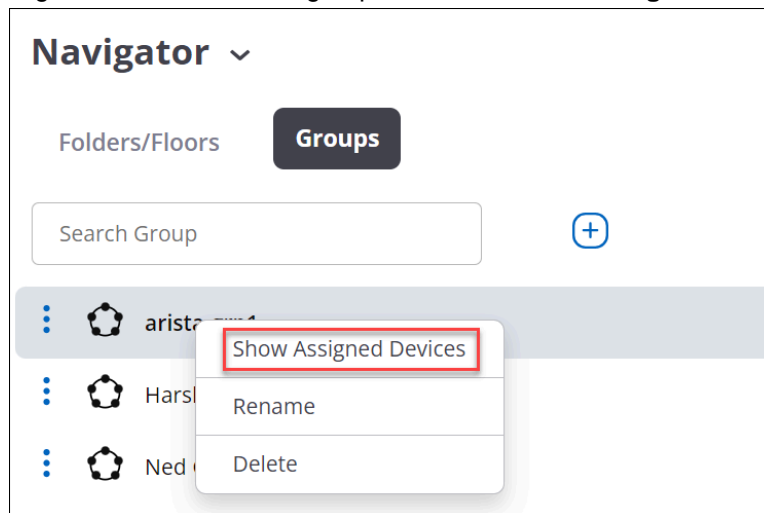 Navigator
Folders/Floors
Groups
Search Group
arista
Show Assigned Devices
Rename
Ned
Delete